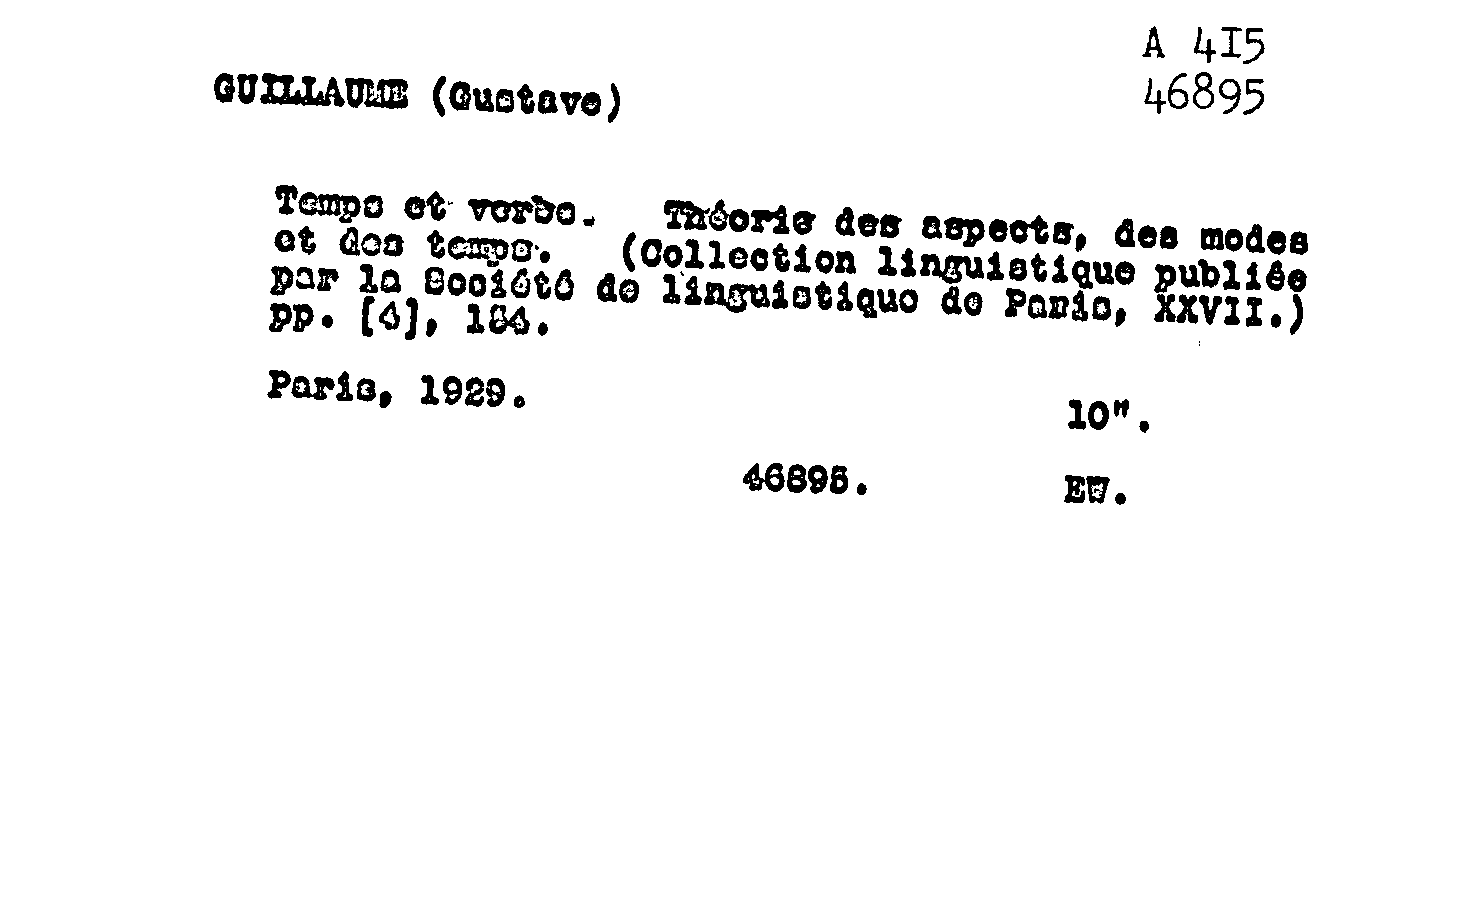 A 415
46895
GUILLAUME (Gustave)
Temps et verbe. Théorie des aspects, des modes
et des temps. (Collection linguistique publiée
par la Société de linguistique de Paris, XXVII.)
pp. [4], 134.
Paris, 1929.
10".
46895.
EW.